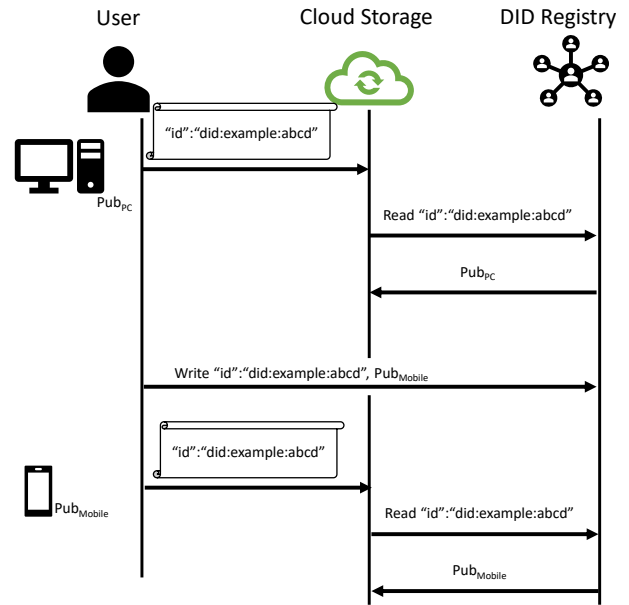 User
Cloud Storage
DID Registry
“id”:“did:example:abcd”
PubPC
Read “id”:“did:example:abcd”
PubPC
Write “id”:“did:example:abcd”, PubMobile
“id”:“did:example:abcd”
PubMobile
Read “id”:“did:example:abcd”
PubMobile